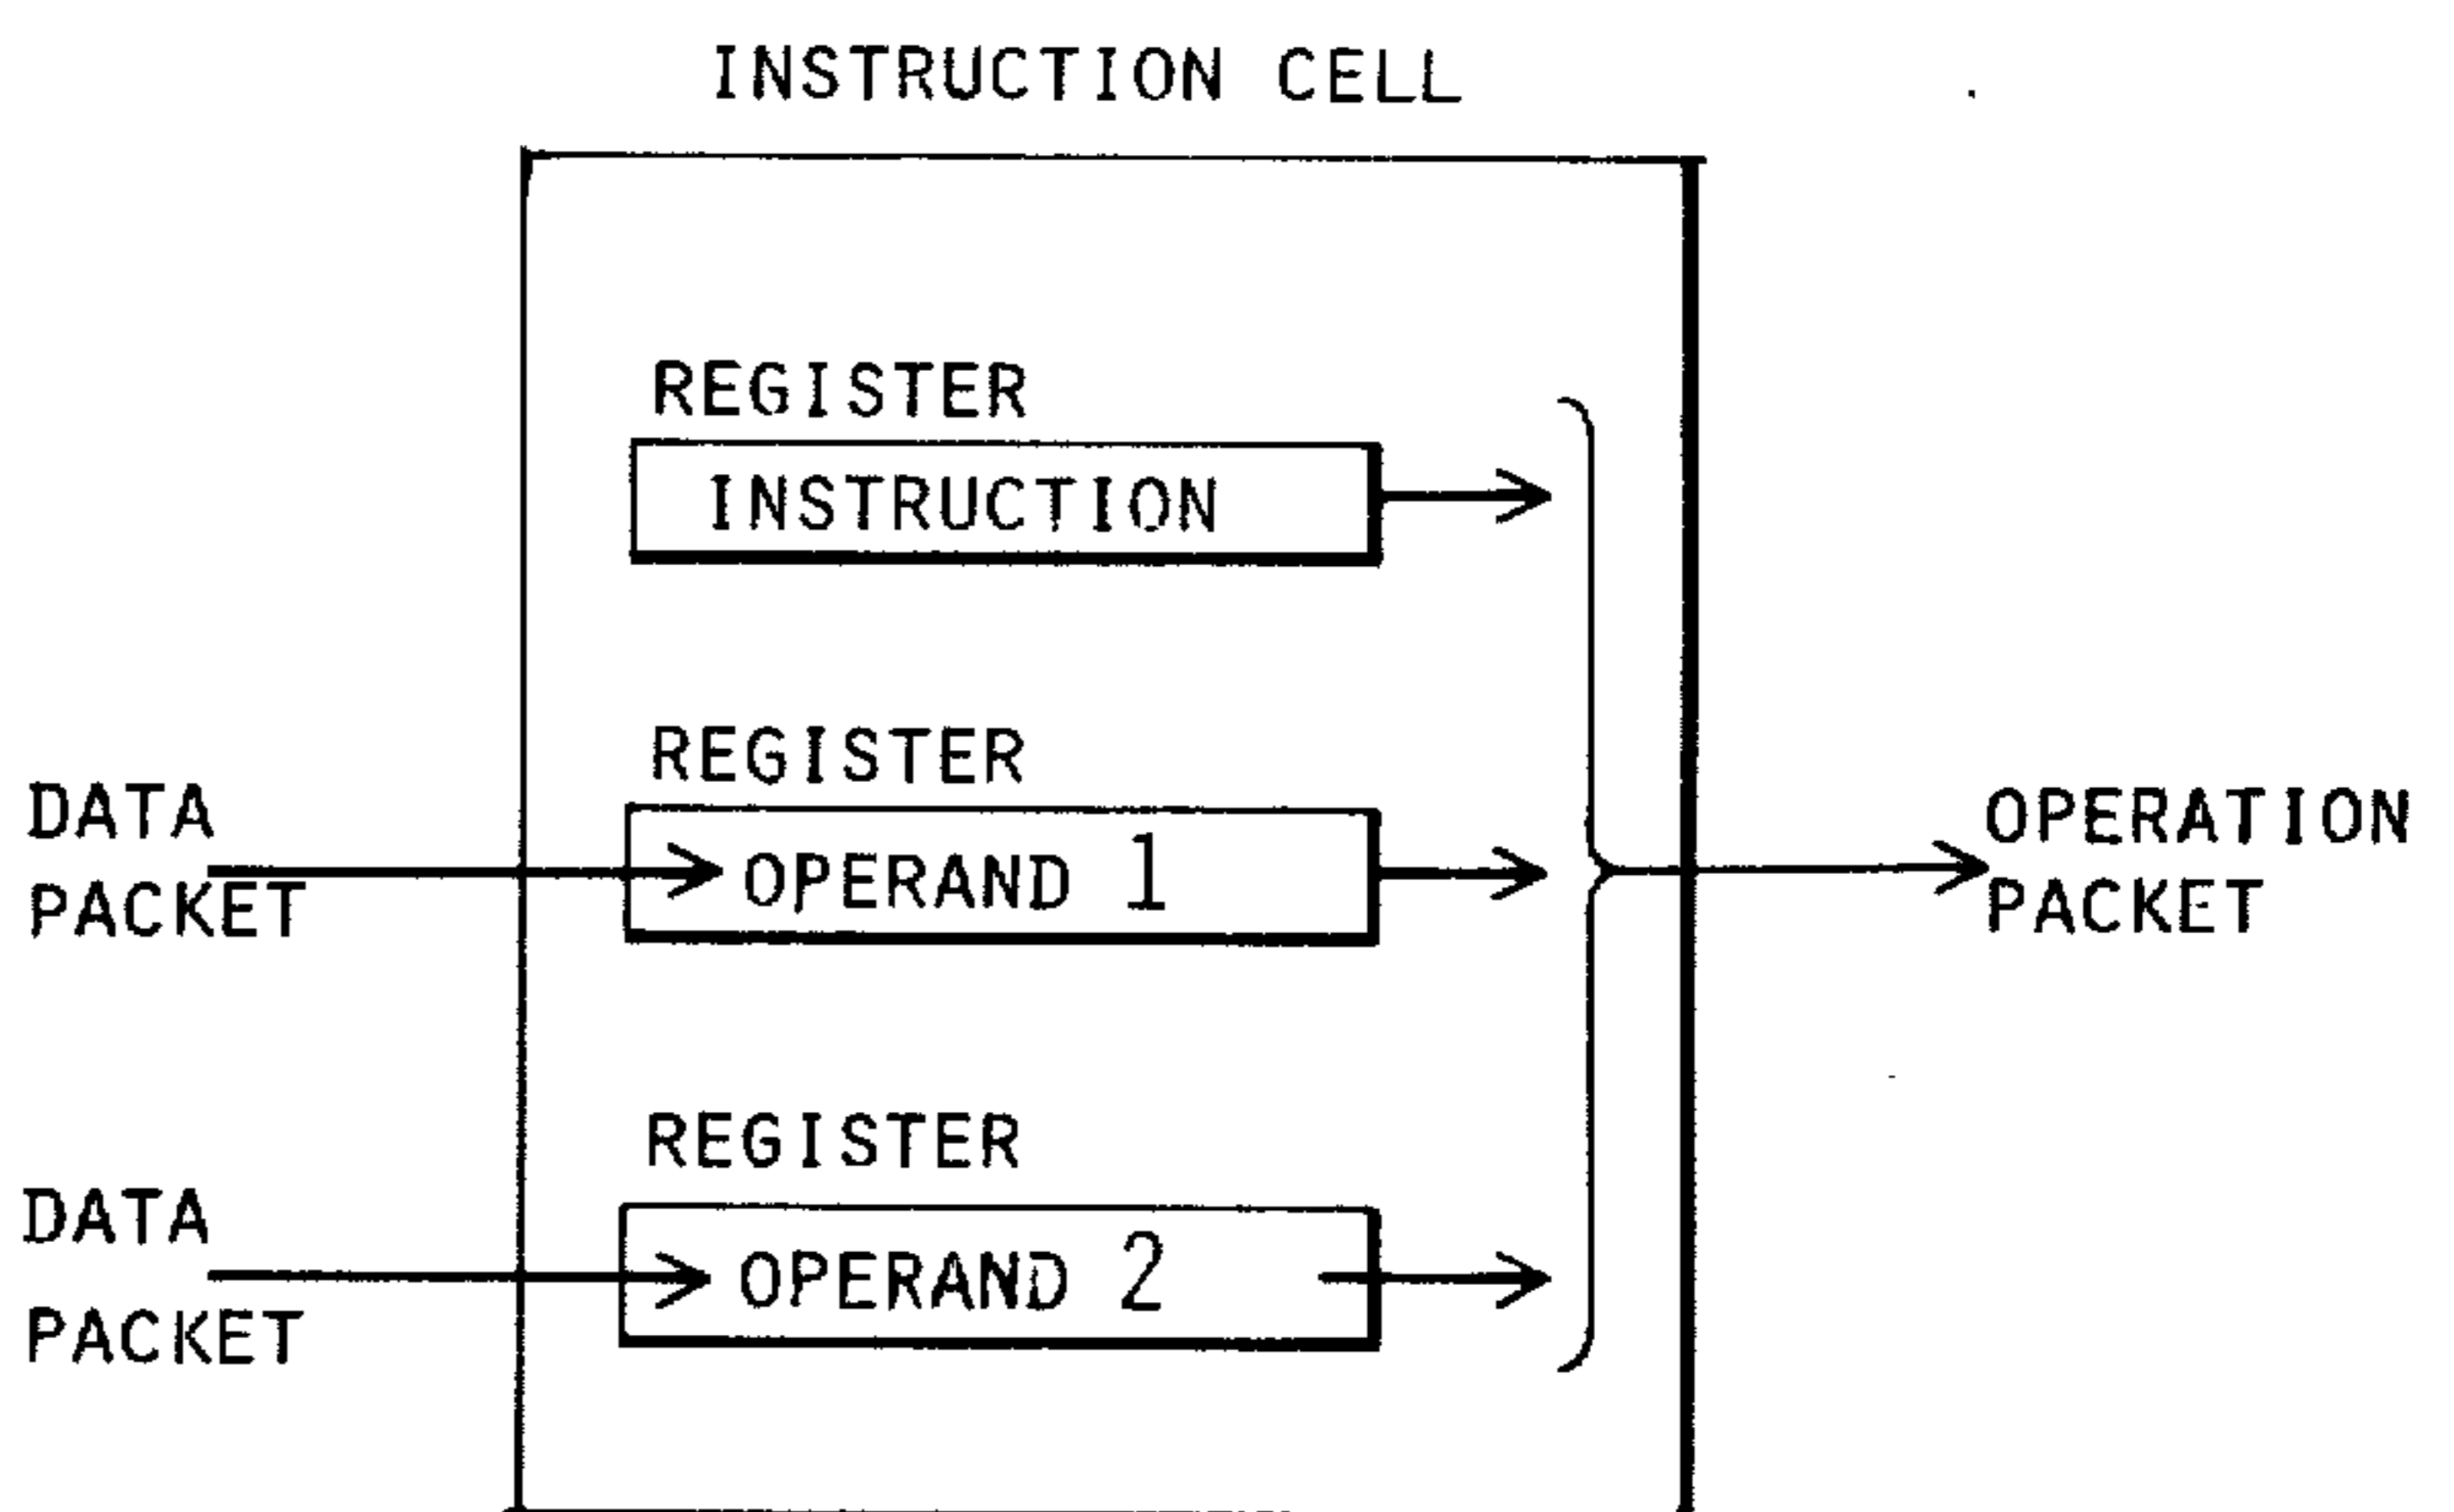 INSTRUCTION CELL
REGISTER
INSTRUCTION
REGISTER
DATA
PACKET
OPERAND 1
OPERATION
PACKET
REGISTER
DATA
PACKET
OPERAND 2